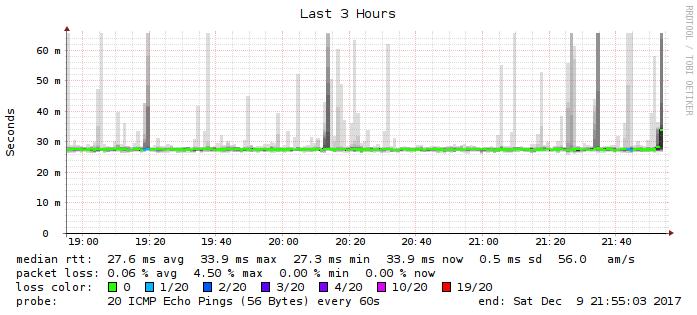 Last 3 Hours
RRDTOOL / TOBI OETIKER
Seconds
60 m
50 m
40 m
30 m
20 m
10 m
0
19:00 19:20 19:40 20:00 20:20 20:40 21:00 21:20 21:40
median rtt: 27.6 ms avg 33.9 ms max 27.3 ms min 33.9 ms now 0.5 ms sd 56.0 am/s
packet loss: 0.06 % avg 4.50 % max 0.00 % min 0.00 % now
loss color: 0 1/20 2/20 3/20 4/20 10/20 19/20
probe: 20 ICMP Echo Pings (56 Bytes) every 60s end: Sat Dec 9 21:55:03 2017